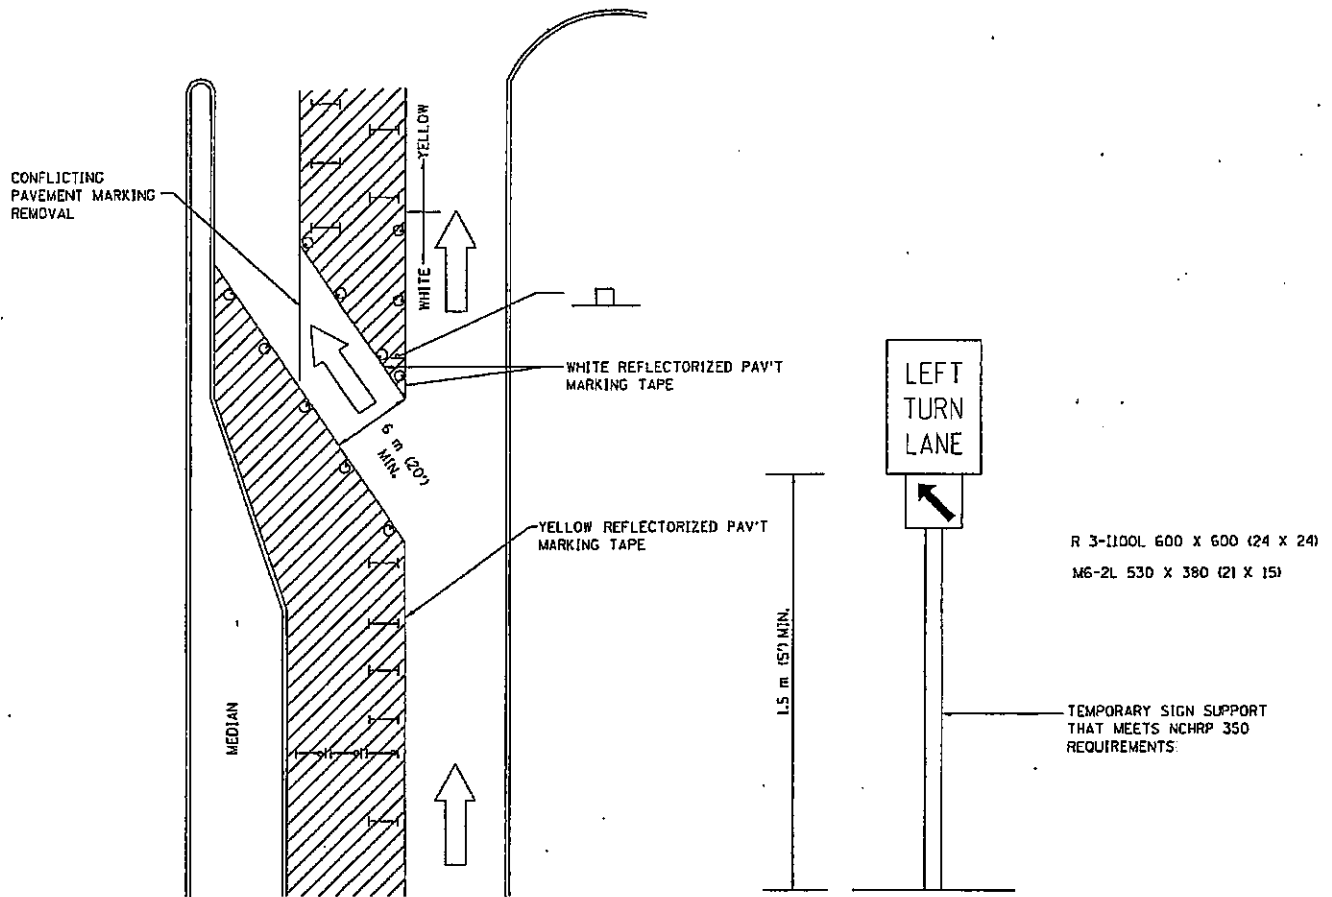 CONFLICTING
PAVEMENT MARKING
REMOVAL
YELLOW
WHITE
WHITE REFLECTORIZED PAV'T
MARKING TAPE
6 m (20')
MIN.
YELLOW REFLECTORIZED PAV'T
MARKING TAPE
MEDIAN
LEFT
TURN
LANE
1.5 m (5') MIN.
R 3-I100L 600 X 600 (24 X 24)
M6-2L 530 X 380 (21 X 15)
TEMPORARY SIGN SUPPORT
THAT MEETS NCHRP 350
REQUIREMENTS